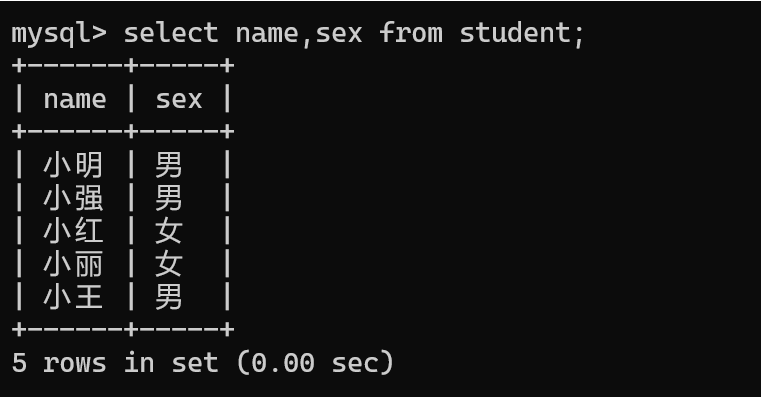 mysql> select name,sex from student;
+------+-----+
| name | sex |
+------+-----+
| 小明 | 男  |
| 小强 | 男  |
| 小红 | 女  |
| 小丽 | 女  |
| 小王 | 男  |
+------+-----+
5 rows in set (0.00 sec)